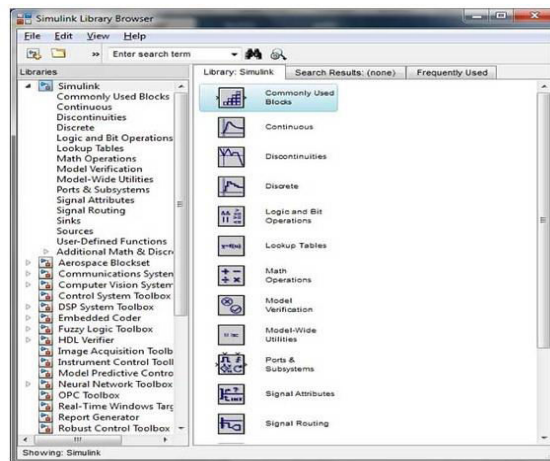 Simulink Library Browser
File Edit View Help
» Enter search term
Libraries
Library: Simulink Search Results: (none) Frequently Used
Simulink
Commonly Used Blocks
Continuous
Discontinuities
Discrete
Logic and Bit Operations
Lookup Tables
Math Operations
Model Verification
Model-Wide Utilities
Ports & Subsystems
Signal Attributes
Signal Routing
Sinks
Sources
User-Defined Functions
Additional Math & Discr
Aerospace Blockset
Communications System
Computer Vision System
Control System Toolbox
DSP System Toolbox
Embedded Coder
Fuzzy Logic Toolbox
HDL Verifier
Image Acquisition Toolb
Instrument Control Tool
Model Predictive Contro
Neural Network Toolbox
OPC Toolbox
Real-Time Windows Targ
Report Generator
Robust Control Toolbox
Commonly Used
Blocks
Continuous
Discontinuities
Discrete
Logic and Bit
Operations
Lookup Tables
Math
Operations
Model
Verification
Model-Wide
Utilities
Ports &
Subsystems
Signal Attributes
Signal Routing
Showing: Simulink